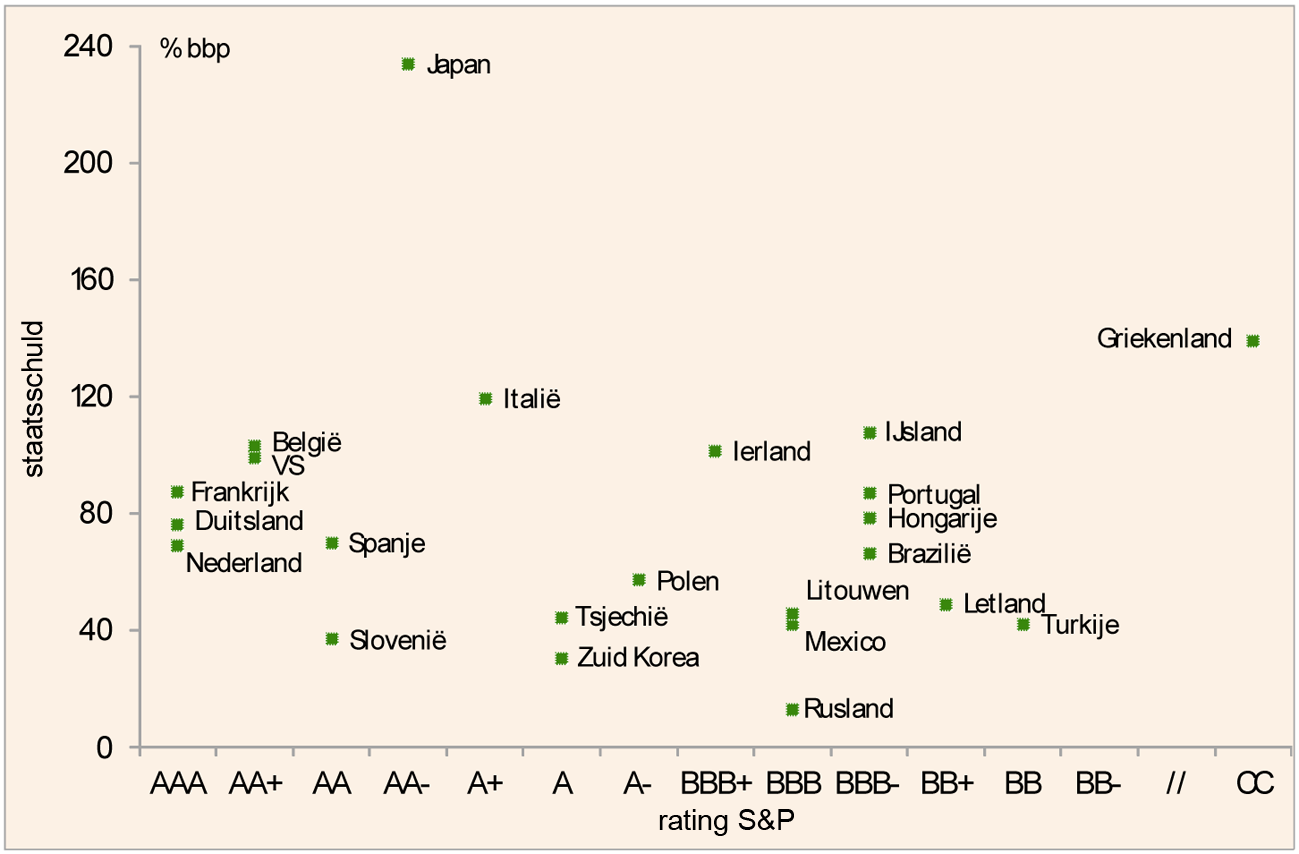 240
% bbp
Japan
200
160
Griekenland
120
Italië
IJsland
België
Ierland
VS
Frankrijk
Portugal
80
Duitsland
Hongarije
Spanje
Brazilië
Nederland
Polen
Litouwen
Letland
Tsjechië
Turkije
40
Slovenië
Mexico
Zuid Korea
Rusland
0
staatsschuld
AAA AA+ AA AA- A+ A A- BBB+ BBB BBB- BB+ BB BB- // CC
rating S&P